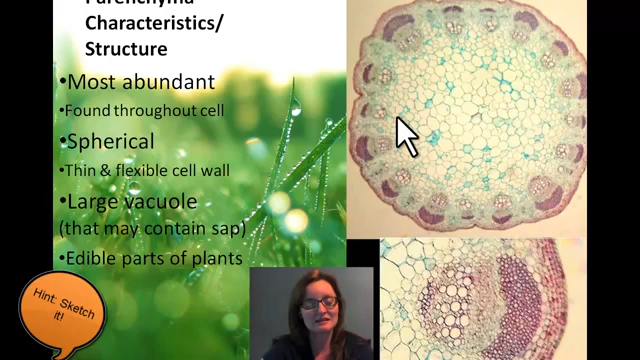 Parenchyma
Characteristics/
Structure
•Most abundant
•Found throughout cell
•Spherical
•Thin & flexible cell wall
•Large vacuole
(that may contain sap)
•Edible parts of plants
Hint: Sketch
it!